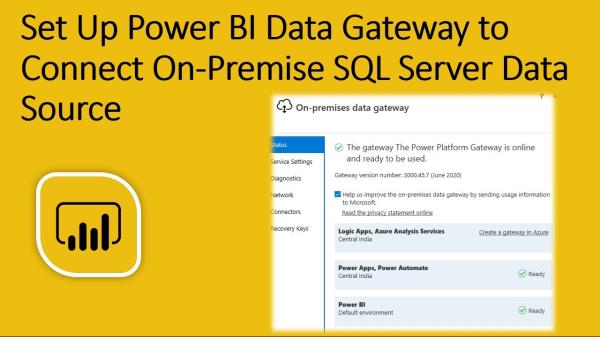 Set Up Power BI Data Gateway to
Connect On-Premise SQL Server Data
Source
?
On-premises data gateway
Status
The gateway The Power Platform Gateway is online
and ready to be used.
Service Settings
Gateway version number: 3000.45.7 (June 2020)
Diagnostics
Help us improve the on-premises data gateway by sending usage information
to Microsoft.
Network
Read the privacy statement online
Connectors
Recovery Keys
Logic Apps, Azure Analysis Services
Create a gateway in Azure
Central India
Power Apps, Power Automate
Central India
Ready
Power BI
Default environment
Ready